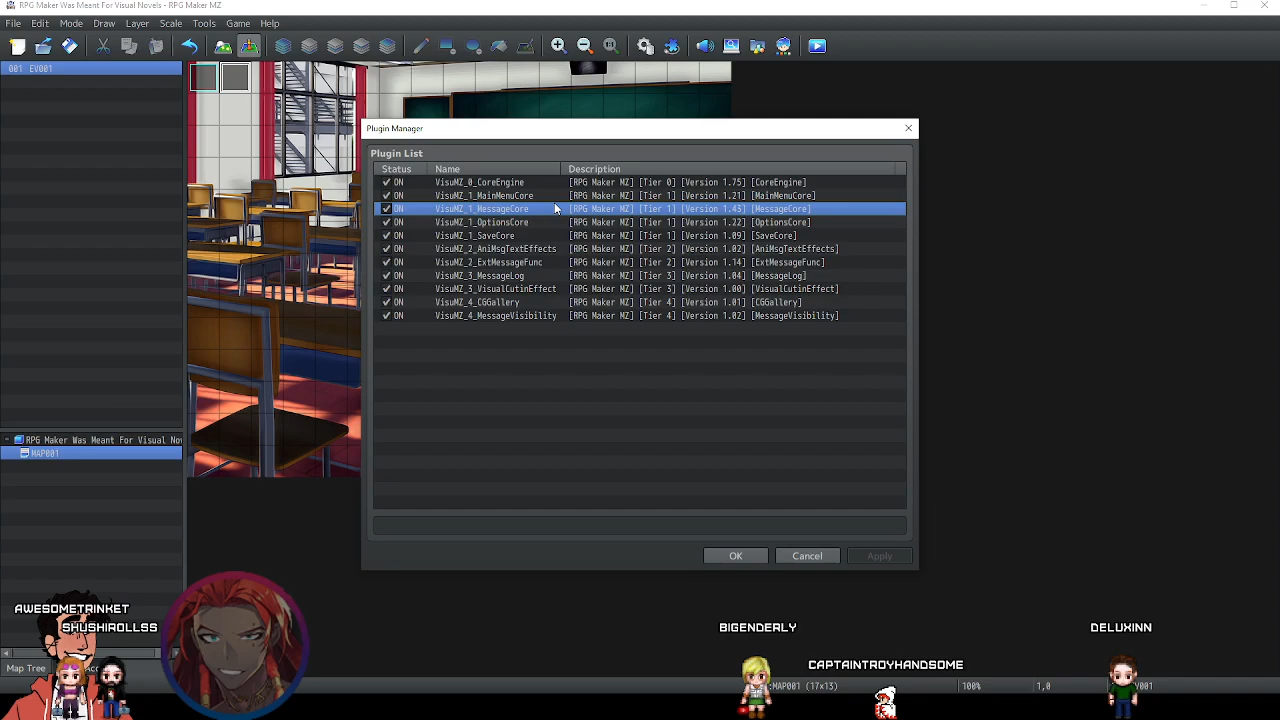 RPG Maker Was Meant For Visual Novels - RPG Maker MZ
File Edit Mode Draw Layer Scale Tools Game Help
001 EV001
Plugin Manager
Plugin List
Status Name Description
ON VisuMZ_0_CoreEngine [RPG Maker MZ] [Tier 0] [Version 1.75] [CoreEngine]
ON VisuMZ_1_MainMenuCore [RPG Maker MZ] [Tier 1] [Version 1.21] [MainMenuCore]
ON VisuMZ_1_MessageCore [RPG Maker MZ] [Tier 1] [Version 1.45] [MessageCore]
ON VisuMZ_1_OptionsCore [RPG Maker MZ] [Tier 1] [Version 1.22] [OptionsCore]
ON VisuMZ_1_SaveCore [RPG Maker MZ] [Tier 1] [Version 1.09] [SaveCore]
ON VisuMZ_2_AniMsgTextEffects [RPG Maker MZ] [Tier 2] [Version 1.02] [AniMsgTextEffects]
ON VisuMZ_2_ExtMessageFunc [RPG Maker MZ] [Tier 2] [Version 1.14] [ExtMessageFunc]
ON VisuMZ_3_MessageLog [RPG Maker MZ] [Tier 3] [Version 1.04] [MessageLog]
ON VisuMZ_3_VisualCutinEffect [RPG Maker MZ] [Tier 3] [Version 1.00] [VisualCutinEffect]
ON VisuMZ_4_CGGallery [RPG Maker MZ] [Tier 4] [Version 1.01] [CGGallery]
ON VisuMZ_4_MessageVisibility [RPG Maker MZ] [Tier 4] [Version 1.02] [MessageVisibility]
RPG Maker Was Meant For Visual Nov
MAP001
OK Cancel Apply
AWESOMETRINKET
SHUSHIROLLSS
BIGENDERLY
DELUXINN
CAPTAINTROYHANDSOME
Map Tree
MAP001 (17x13) 100% 1,0